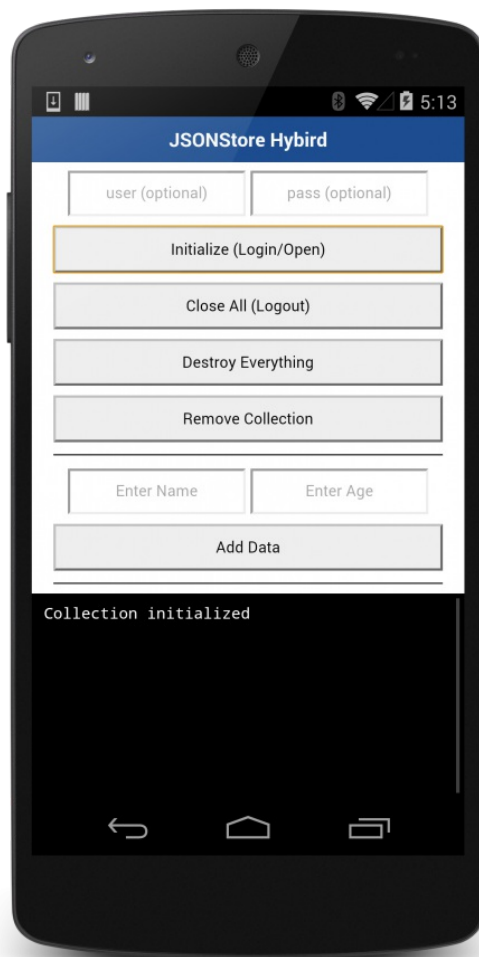 5:13
JSONStore Hybird
user (optional) pass (optional)
Initialize (Login/Open)
Close All (Logout)
Destroy Everything
Remove Collection
Enter Name Enter Age
Add Data
Collection initialized